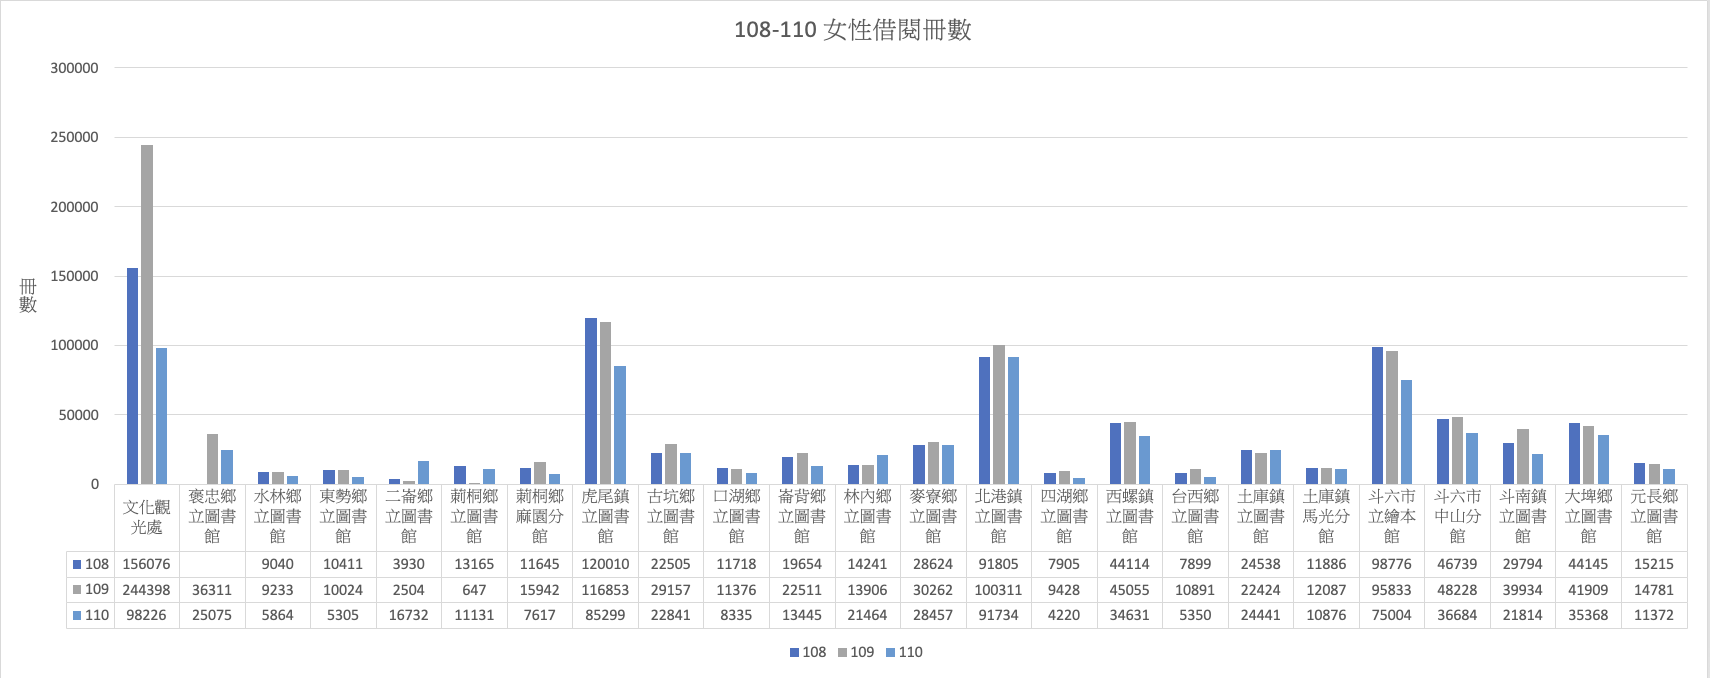 108-110 女性借閱冊數
300000
250000
200000
150000
100000
50000
0
冊數
文化觀光處
褒忠鄉立圖書館
水林鄉立圖書館
東勢鄉立圖書館
二崙鄉立圖書館
莿桐鄉立圖書館
莿桐鄉麻園分館
虎尾鎮立圖書館
古坑鄉立圖書館
口湖鄉立圖書館
崙背鄉立圖書館
林內鄉立圖書館
麥寮鄉立圖書館
北港鎮立圖書館
四湖鄉立圖書館
西螺鎮立圖書館
台西鄉立圖書館
土庫鎮立圖書館
土庫鎮馬光分館
斗六市立繪本館
斗六市中山分館
斗南鎮立圖書館
大埤鄉立圖書館
元長鄉立圖書館
108 156076 9040 10411 3930 13165 11645 120010 22505 11718 19654 14241 28624 91805 7905 44114 7899 24538 11886 98776 46739 29794 44145 15215
109 244398 36311 9233 10024 2504 647 15942 116853 29157 11376 22511 13906 30262 100311 9428 45055 10891 22424 12087 95833 48228 39934 41909 14781
110 98226 25075 5864 5305 16732 11131 7617 85299 22841 8335 13445 21464 28457 91734 4220 34631 5350 24441 10876 75004 36684 21814 35368 11372
108 109 110